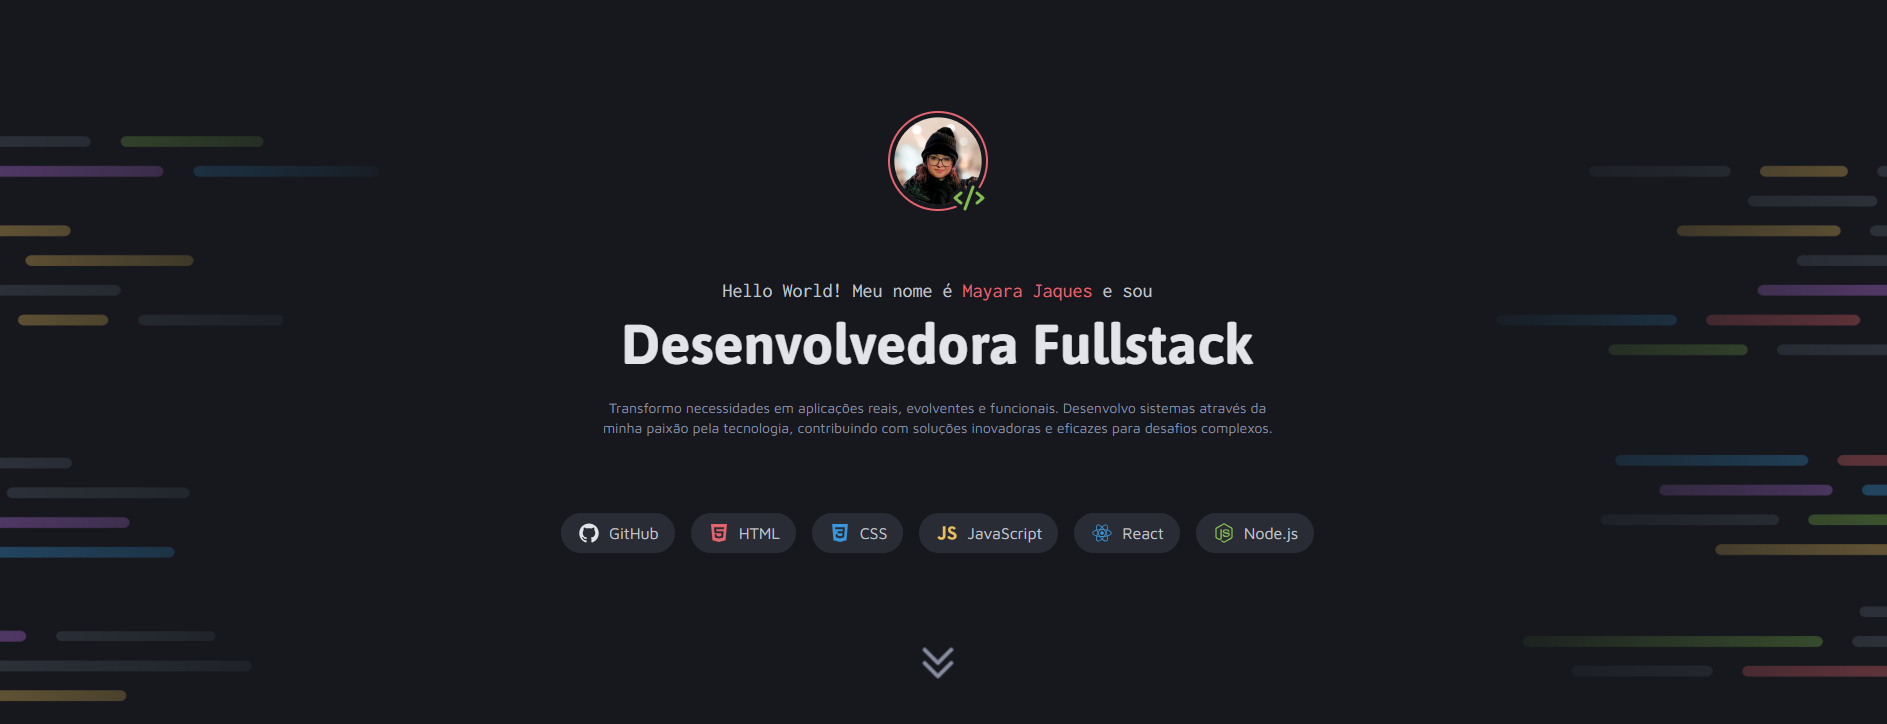 </>
Hello World! Meu nome é Mayara Jaques e sou
Desenvolvedora Fullstack
Transformo necessidades em aplicações reais, evolventes e funcionais. Desenvolvo sistemas através da
minha paixão pela tecnologia, contribuindo com soluções inovadoras e eficazes para desafios complexos.
GitHub HTML CSS JS JavaScript React Node.js